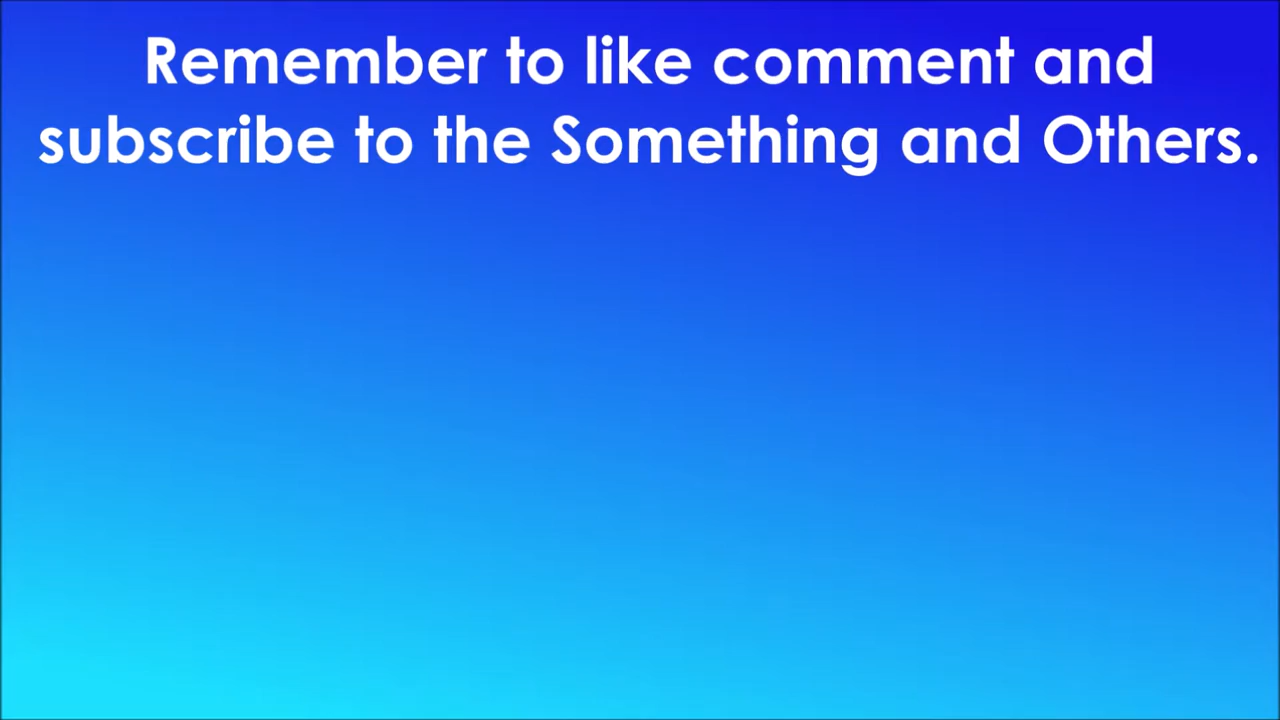 Remember to like comment and
subscribe to the Something and Others.